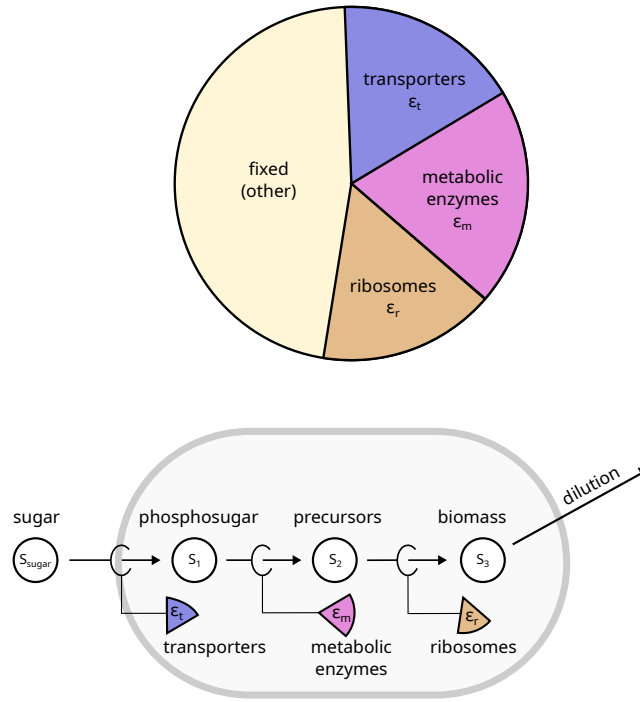 transporters
εt
fixed
(other)
metabolic
enzymes
εm
ribosomes
εr
dilution
sugar
phosphosugar
precursors
biomass
Ssugar
S1
S2
S3
εt
εm
εr
transporters
metabolic
enzymes
ribosomes